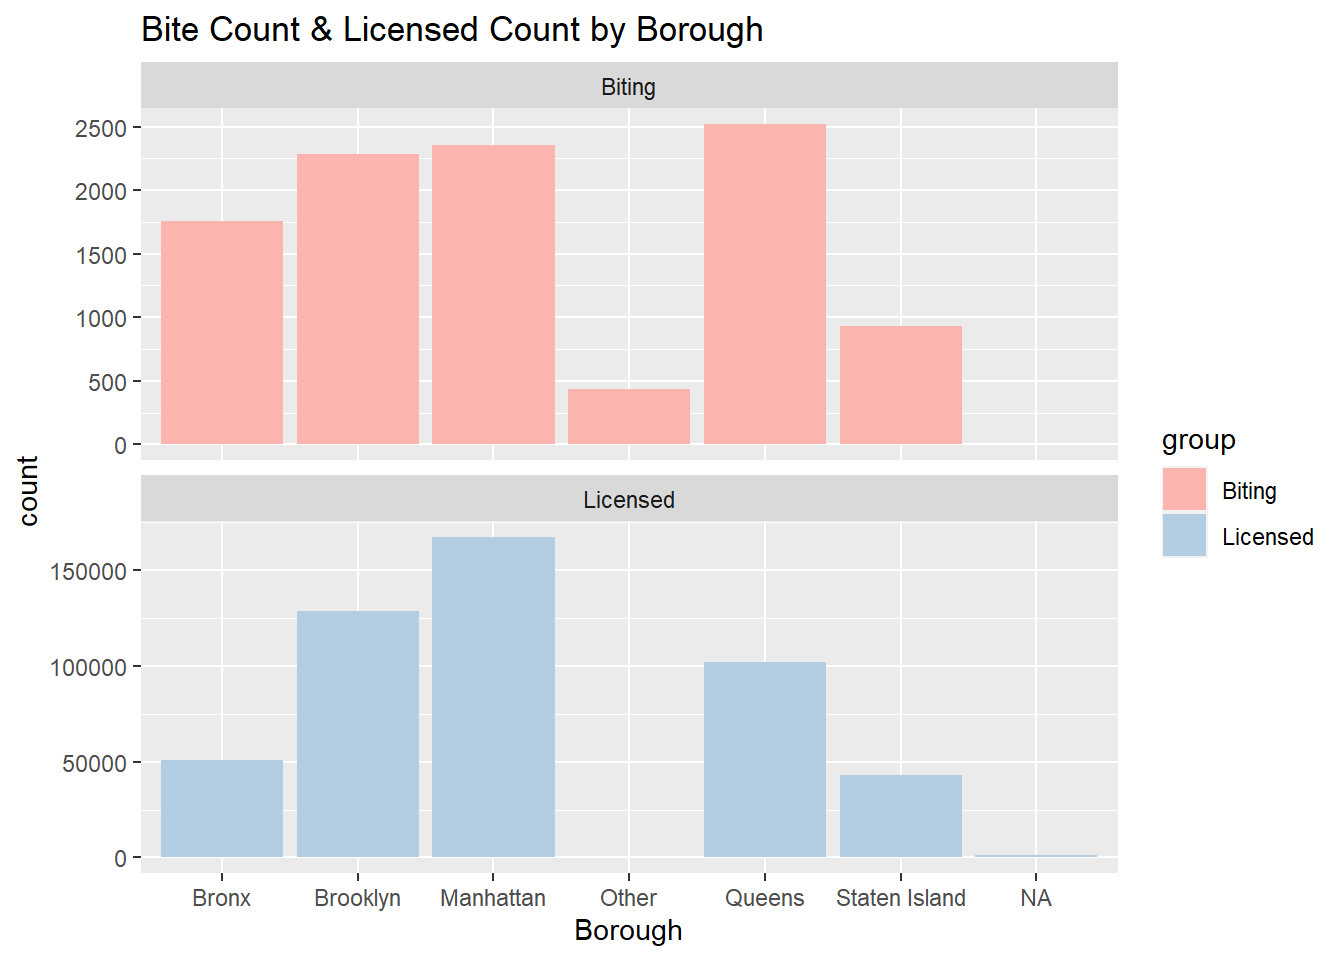 Bite Count & Licensed Count by Borough
Biting
2500
2000
1500
1000
500
0
Licensed
150000
100000
50000
0
count
Bronx Brooklyn Manhattan Other Queens Staten Island NA
Borough
group
Biting
Licensed